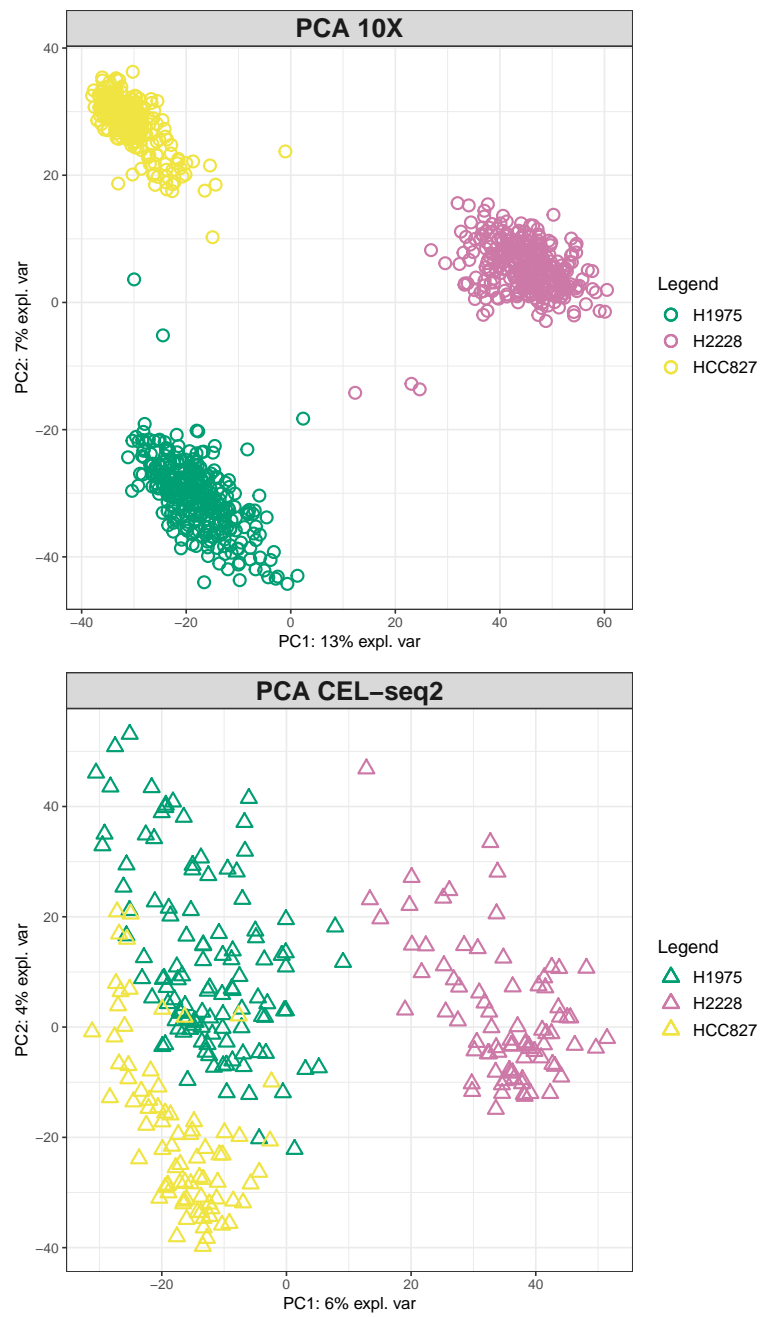 PCA 10X
40
20
0
−20
−40
PC2: 7% expl. var
−40 −20 0 20 40 60
PC1: 13% expl. var
Legend
H1975
H2228
HCC827
PCA CEL−seq2
40
20
0
−20
−40
PC2: 4% expl. var
−20 0 20 40
PC1: 6% expl. var
Legend
H1975
H2228
HCC827